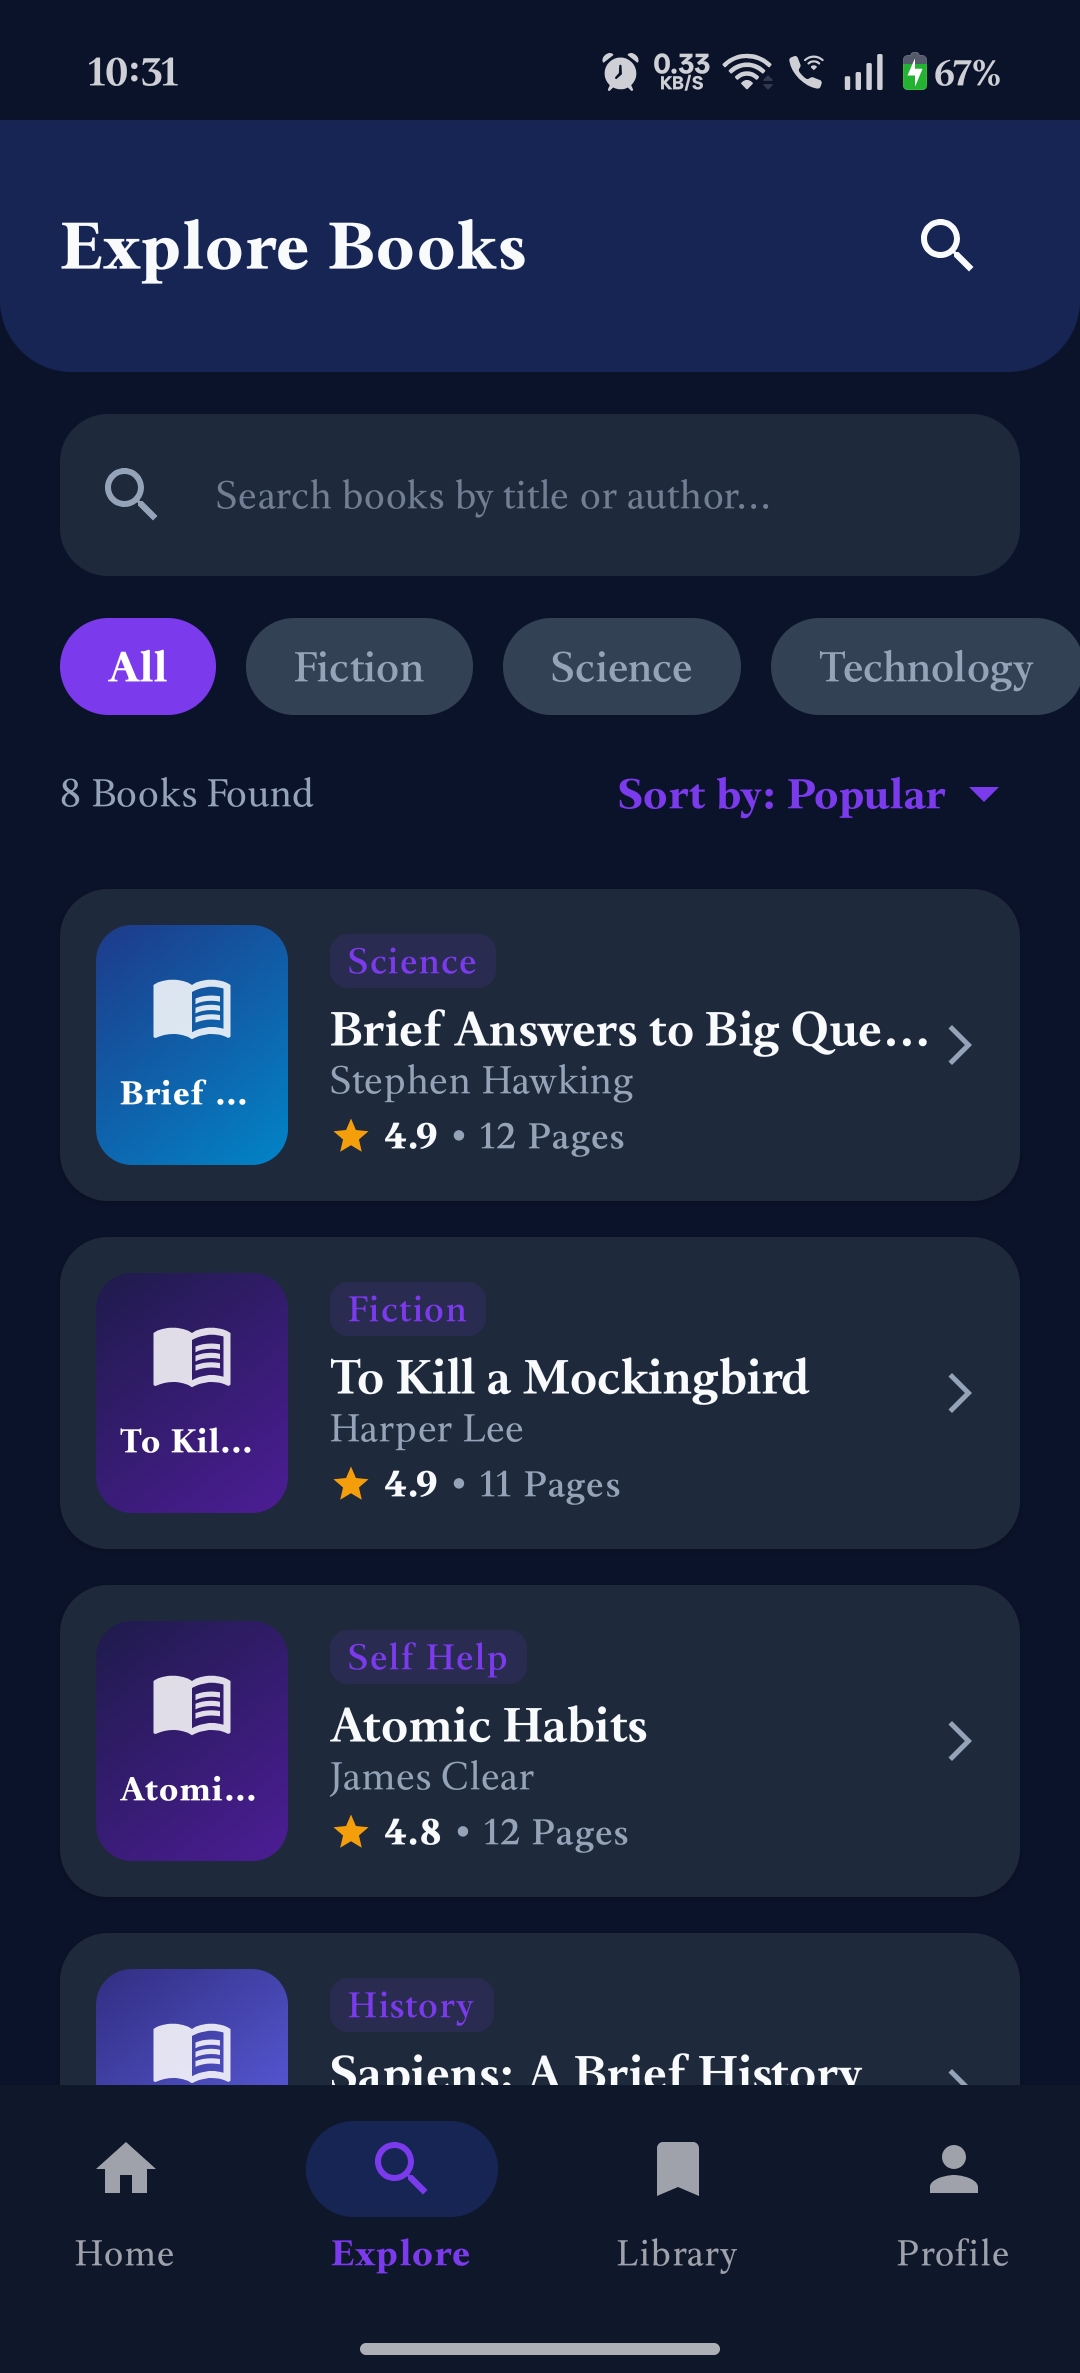 10:31
0.33
KB/S
67%
Explore Books
Search books by title or author...
All
Fiction
Science
Technology
8 Books Found
Sort by: Popular
Science
Brief Answers to Big Que...
Brief ...
Stephen Hawking
4.9 • 12 Pages
Fiction
To Kill a Mockingbird
To Kil...
Harper Lee
4.9 • 11 Pages
Self Help
Atomic Habits
Atomi...
James Clear
4.8 • 12 Pages
History
Sapiens: A Brief History
Home
Explore
Library
Profile